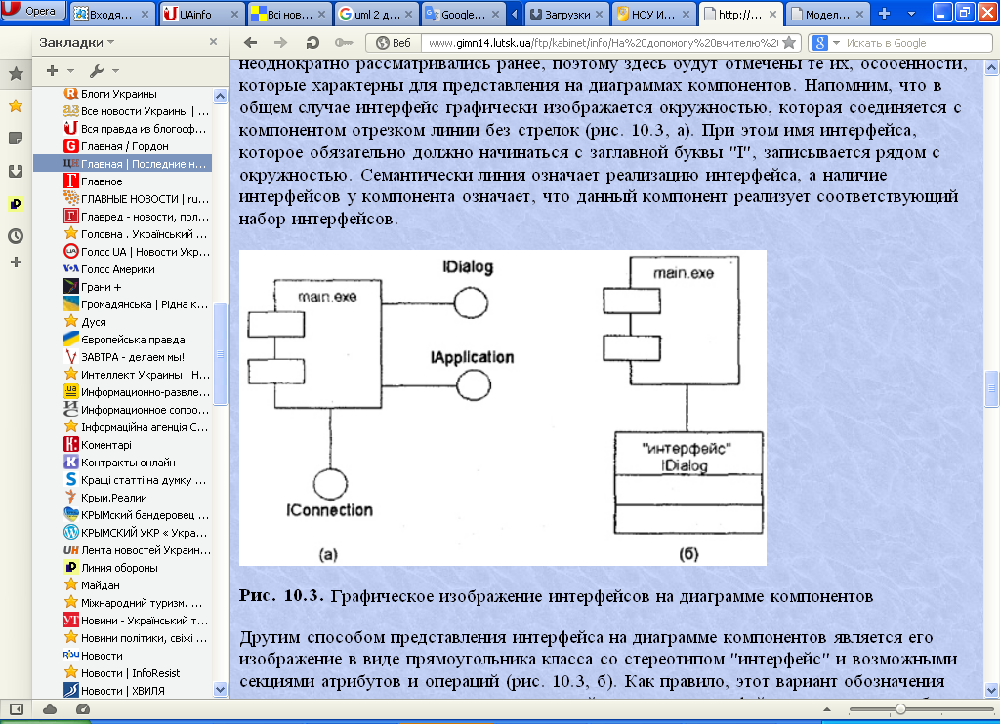 Opera
Входя...
UAinfo
Всі нов...
uml 2 д...
Google...
Загрузки
НОУ И...
http://...
Модел...
Закладки
Веб
www.gimn14.lutsk.ua/ftp/kabinet/info/На%20допомогу%20вчителю%2
Искать в Google
Блоги Украины
Все новости Украины | ...
Вся правда из блогосф...
Главная / Гордон
Главная | Последние н...
Главное
ГЛАВНЫЕ НОВОСТИ | ru...
Главред - новости, пол...
Головна . Український ...
Голос UA | Новости Укр...
Голос Америки
Грани +
Громадянська | Рідна к...
Дуся
Європейська правда
ЗАВТРА - делаем мы!
Интеллект Украины | Н...
Информационно-развле...
Информационное сопро...
Інформаційна агенція С...
Коментарі
Контракты онлайн
Кращі статті на думку ...
Крым.Реалии
КРЫМский бандеровец ...
КРЫМСКИЙ УКР « Укра...
Лента новостей Украин...
Линия обороны
Майдан
Міжнародний туризм. ...
Новини - Український т...
Новини політики, свіжі ...
Новости
Новости | InfoResist
Новости | ХВИЛЯ
неоднократно рассматривались ранее, поэтому здесь будут отмечены те их, особенности,
которые характерны для представления на диаграммах компонентов. Напомним, что в
общем случае интерфейс графически изображается окружностью, которая соединяется с
компонентом отрезком линии без стрелок (рис. 10.3, а). При этом имя интерфейса,
которое обязательно должно начинаться с заглавной буквы "I", записывается рядом с
окружностью. Семантически линия означает реализацию интерфейса, а наличие
интерфейсов у компонента означает, что данный компонент реализует соответствующий
набор интерфейсов.
main.exe
IDialog
IApplication
IConnection
(а)
main.exe
"интерфейс"
IDialog
(б)
Рис. 10.3. Графическое изображение интерфейсов на диаграмме компонентов
Другим способом представления интерфейса на диаграмме компонентов является его
изображение в виде прямоугольника класса со стереотипом "интерфейс" и возможными
секциями атрибутов и операций (рис. 10.3, б). Как правило, этот вариант обозначения